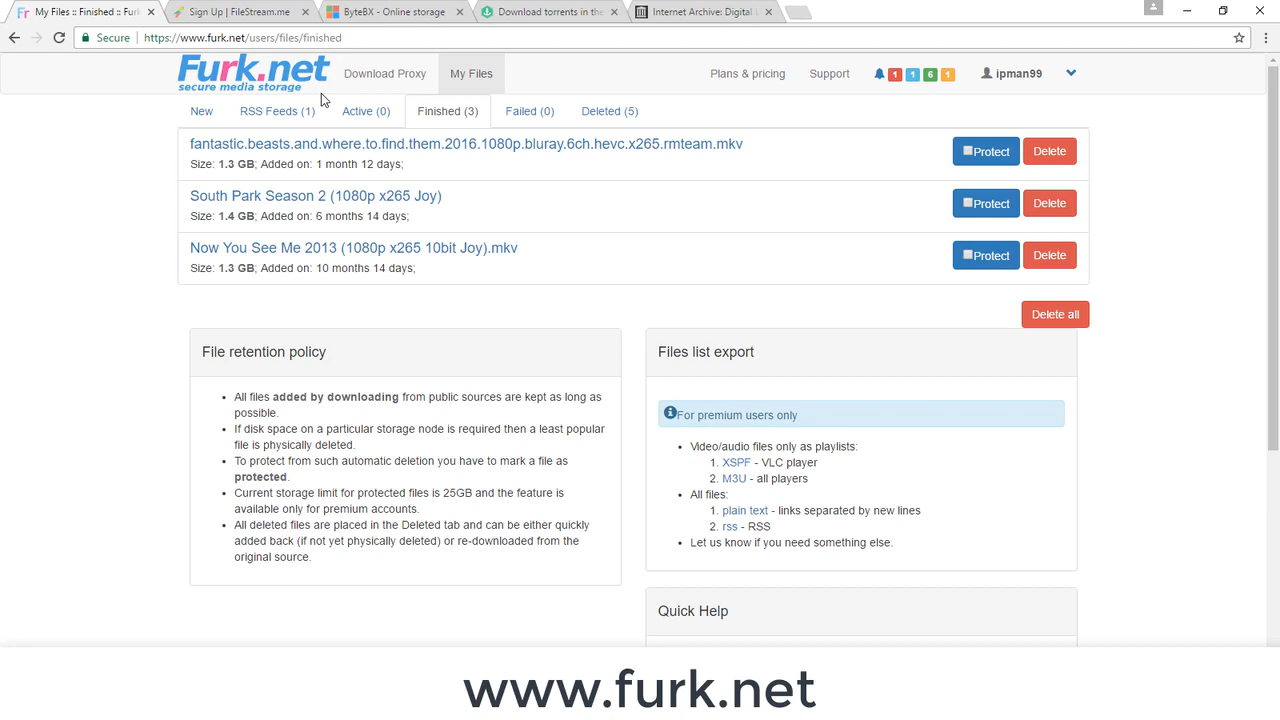 My Files :: Finished :: Furk
Sign Up | FileStream.me
ByteBX - Online storage
Download torrents in the
Internet Archive: Digital
Secure
https://www.furk.net/users/files/finished
Furk.net
secure media storage
Download Proxy
My Files
Plans & pricing
Support
1 1 6 1
ipman99
New
RSS Feeds (1)
Active (0)
Finished (3)
Failed (0)
Deleted (5)
fantastic.beasts.and.where.to.find.them.2016.1080p.bluray.6ch.hevc.x265.rmteam.mkv
Size: 1.3 GB; Added on: 1 month 12 days;
Protect
Delete
South Park Season 2 (1080p x265 Joy)
Size: 1.4 GB; Added on: 6 months 14 days;
Protect
Delete
Now You See Me 2013 (1080p x265 10bit Joy).mkv
Size: 1.3 GB; Added on: 10 months 14 days;
Protect
Delete
Delete all
File retention policy
All files added by downloading from public sources are kept as long as
possible.
If disk space on a particular storage node is required then a least popular
file is physically deleted.
To protect from such automatic deletion you have to mark a file as
protected.
Current storage limit for protected files is 25GB and the feature is
available only for premium accounts.
All deleted files are placed in the Deleted tab and can be either quickly
added back (if not yet physically deleted) or re-downloaded from the
original source.
Files list export
For premium users only
Video/audio files only as playlists:
1. XSPF - VLC player
2. M3U - all players
All files:
1. plain text - links separated by new lines
2. rss - RSS
Let us know if you need something else.
Quick Help
www.furk.net